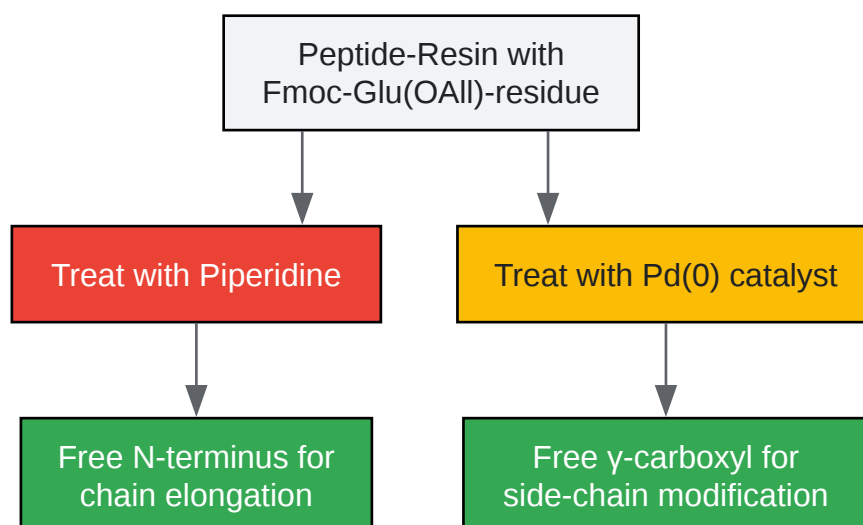 Peptide-Resin with
Fmoc-Glu(OAll)-residue
Treat with Piperidine
Treat with Pd(0) catalyst
Free N-terminus for
chain elongation
Free γ-carboxyl for
side-chain modification